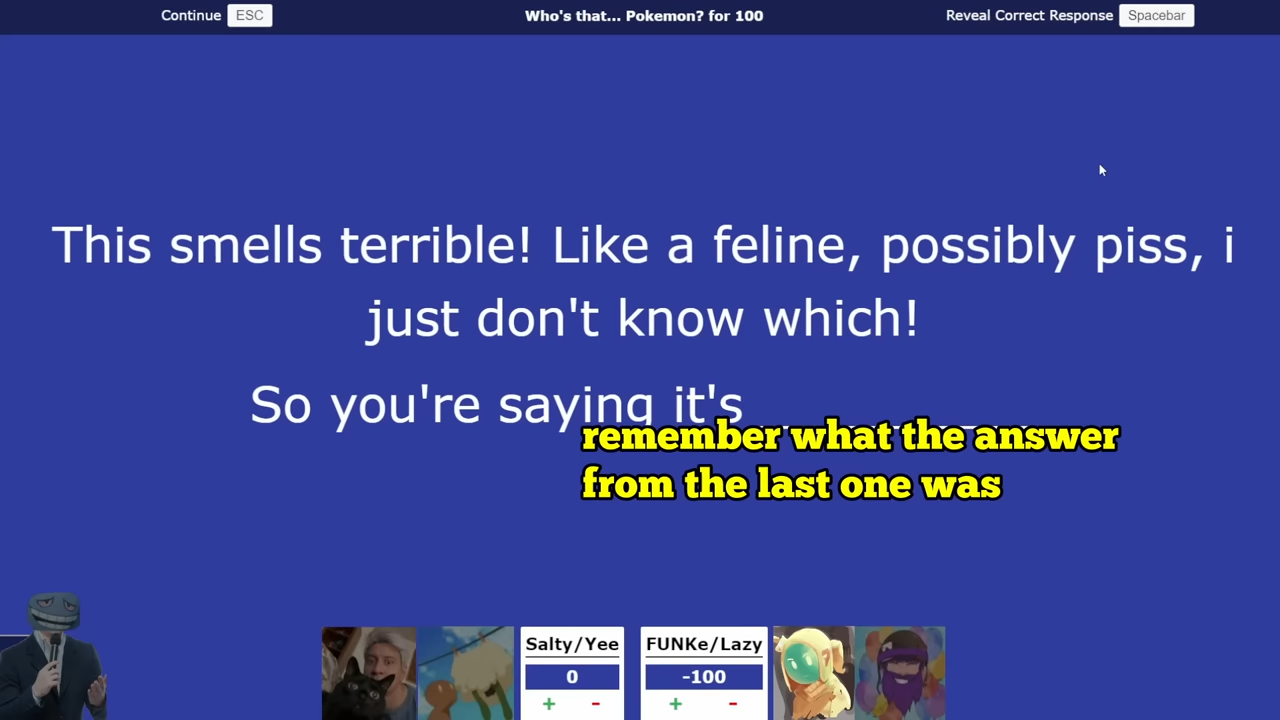 Continue ESC
Who's that... Pokemon? for 100
Reveal Correct Response Spacebar
This smells terrible! Like a feline, possibly piss, i
just don't know which!
So you're saying it's
remember what the answer
from the last one was
Salty/Yee
0
+ -
FUNKe/Lazy
-100
+ -